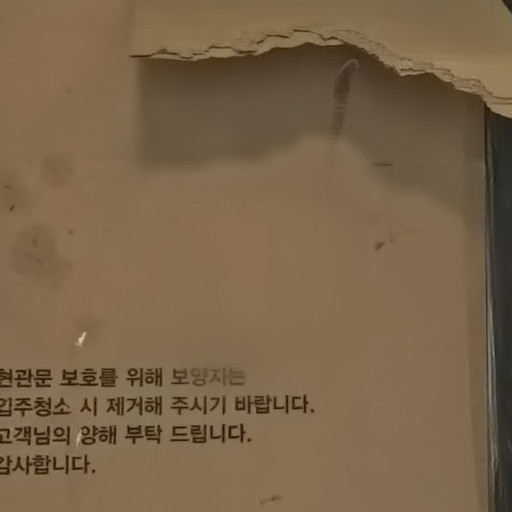 현관문 보호를 위해 보양지는
입주청소 시 제거해 주시기 바랍니다.
고객님의 양해 부탁 드립니다.
감사합니다.